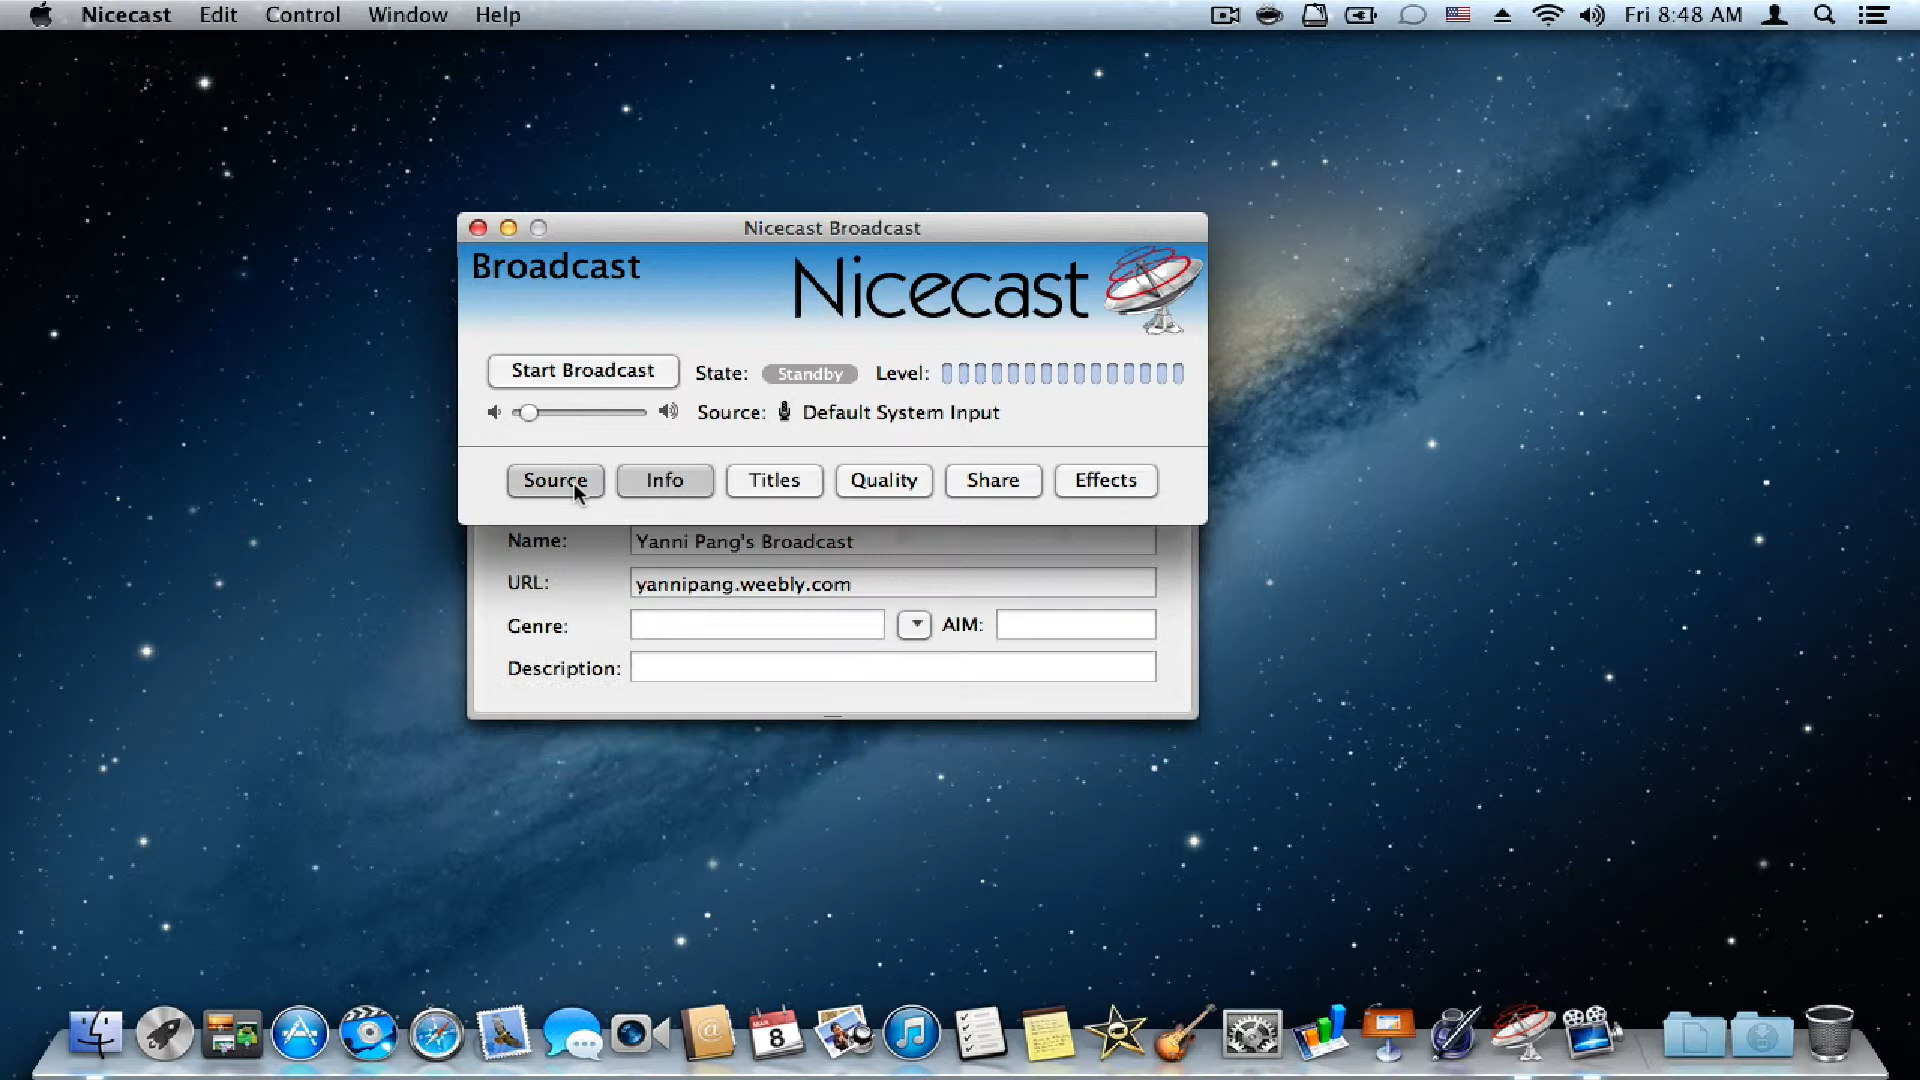 Nicecast Edit Control Window Help Fri 8:48 AM
Nicecast Broadcast
Broadcast
Nicecast
Start Broadcast State: Standby Level:
Source: Default System Input
Source Info Titles Quality Share Effects
Name: Yanni Pang's Broadcast
URL: yannipang.weebly.com
Genre: AIM:
Description:
MAR
8